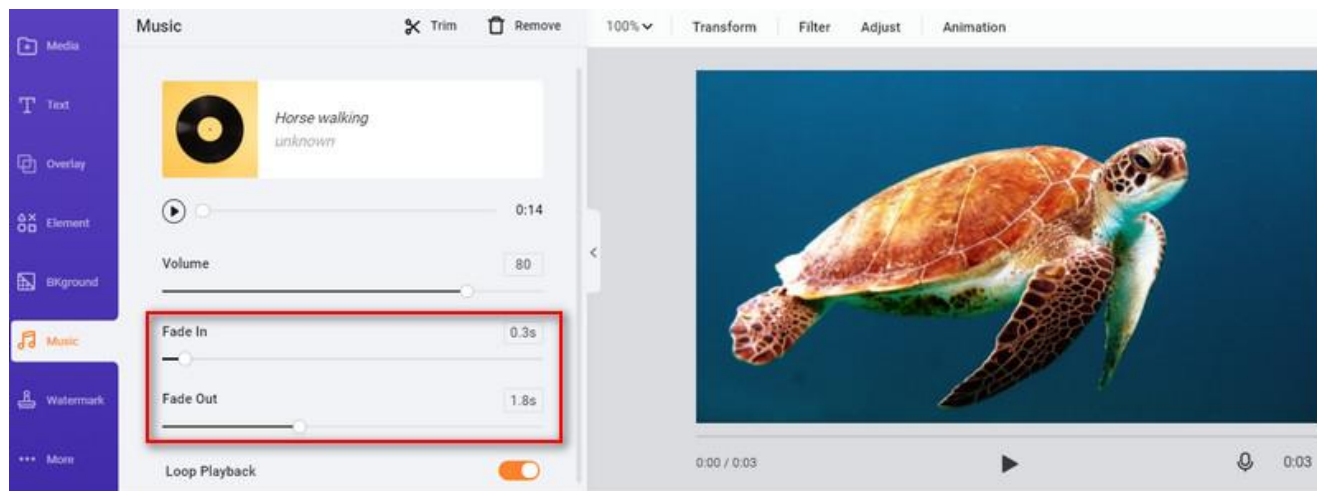 Media
Text
Overlay
Element
BKground
Music
Watermark
More
Music
Trim
Remove
Horse walking
unknown
0:14
Volume
80
Fade In
0.3s
Fade Out
1.8s
Loop Playback
100%
Transform
Filter
Adjust
Animation
0:00 / 0:03
0:03